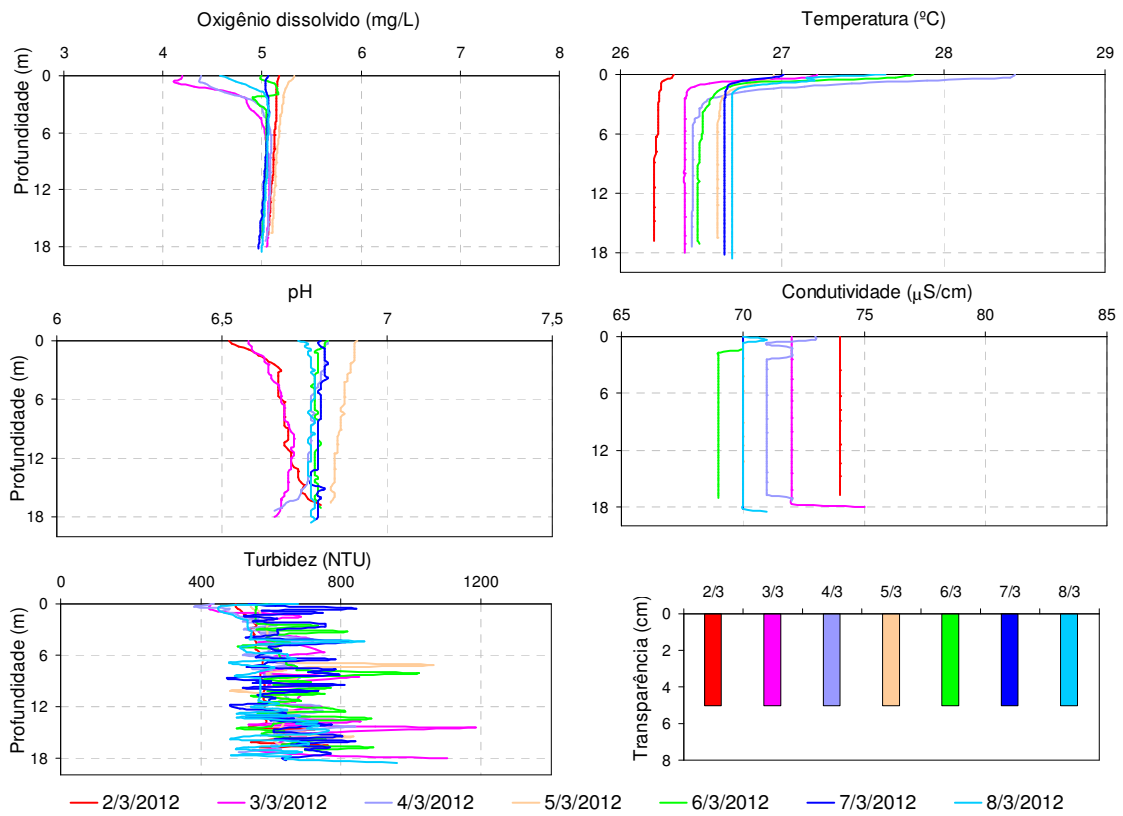 Oxigênio dissolvido (mg/L)
3 4 5 6 7 8
Profundidade (m)
0
6
12
18
Temperatura (ºC)
26 27 28 29
0
6
12
18
pH
6 6,5 7 7,5
Profundidade (m)
0
6
12
18
Condutividade (µS/cm)
65 70 75 80 85
0
6
12
18
Turbidez (NTU)
0 400 800 1200
Profundidade (m)
0
6
12
18
2/3 3/3 4/3 5/3 6/3 7/3 8/3
Transparência (cm)
0
2
4
6
8
2/3/2012 3/3/2012 4/3/2012 5/3/2012 6/3/2012 7/3/2012 8/3/2012